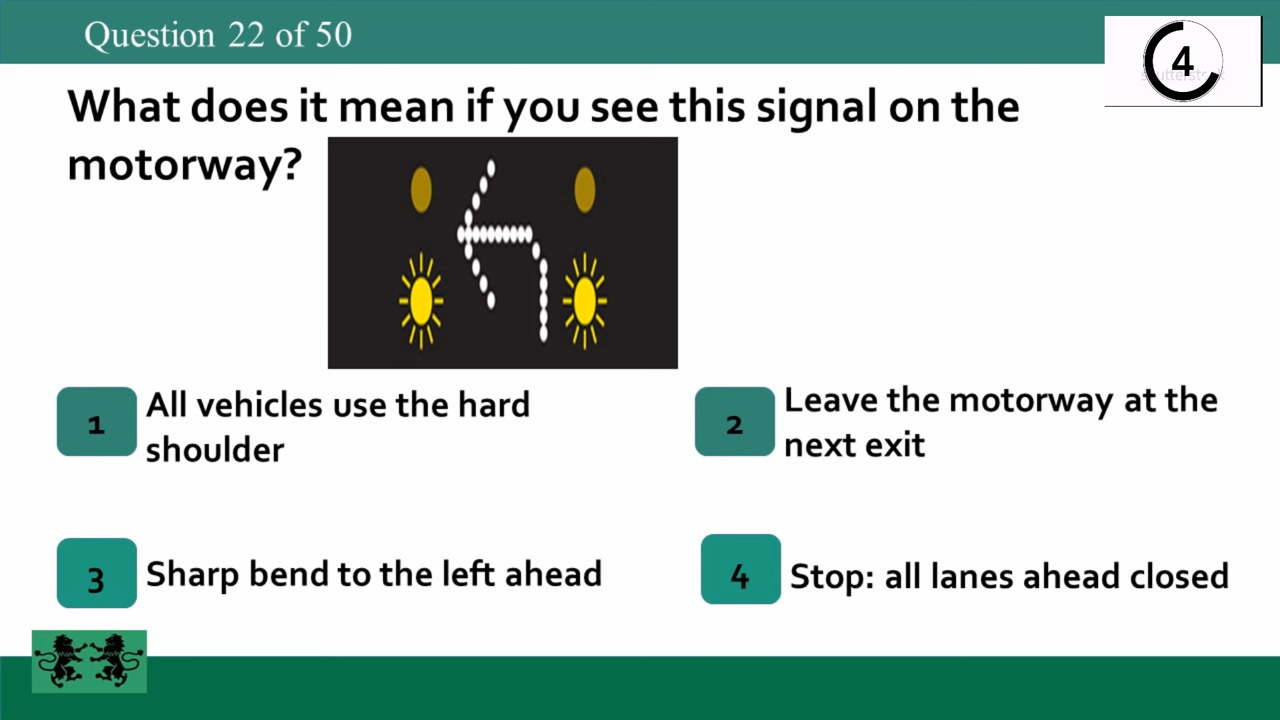 Question 22 of 50
4
What does it mean if you see this signal on the
motorway?
1
All vehicles use the hard
shoulder
2
Leave the motorway at the
next exit
3
Sharp bend to the left ahead
4
Stop: all lanes ahead closed